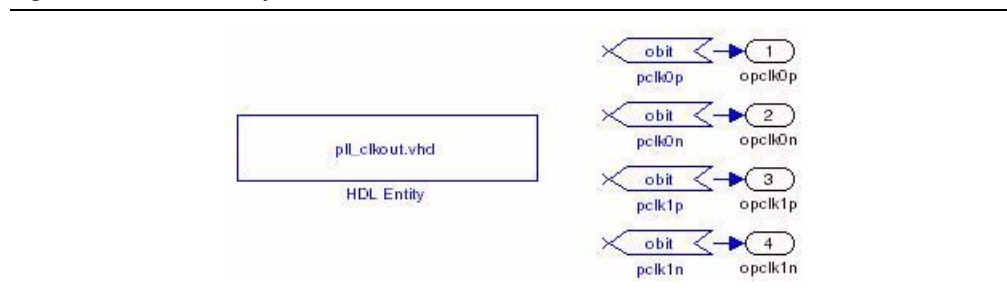 obit 1
pclk0p opclk0p
obit 2
pclk0n opclk0n
pll_clkout.vhd
HDL Entity
obit 3
pclk1p opclk1p
obit 4
pclk1n opclk1n